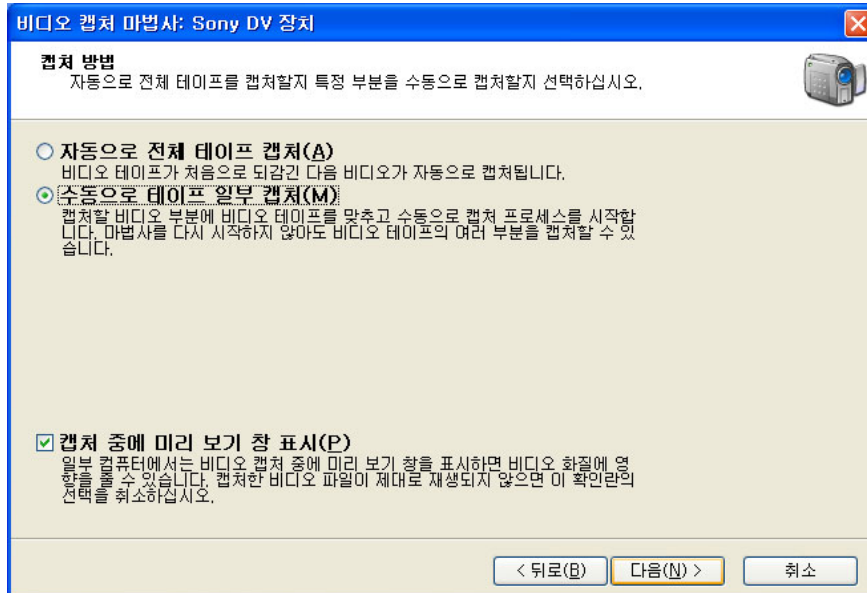 비디오 캡처 마법사: Sony DV 장치
캡처 방법
자동으로 전체 테이프를 캡처할지 특정 부분을 수동으로 캡처할지 선택하십시오.
자동으로 전체 테이프 캡처(A)
비디오 테이프가 처음으로 되감긴 다음 비디오가 자동으로 캡처됩니다.
수동으로 테이프 일부 캡처(M)
캡처할 비디오 부분에 비디오 테이프를 맞추고 수동으로 캡처 프로세스를 시작합
니다. 마법사를 다시 시작하지 않아도 비디오 테이프의 여러 부분을 캡처할 수 있
습니다.
캡처 중에 미리 보기 창 표시(P)
일부 컴퓨터에서는 비디오 캡처 중에 미리 보기 창을 표시하면 비디오 화질에 영
향을 줄 수 있습니다. 캡처한 비디오 파일이 제대로 재생되지 않으면 이 확인란의
선택을 취소하십시오.
< 뒤로(B) 다음(N) > 취소